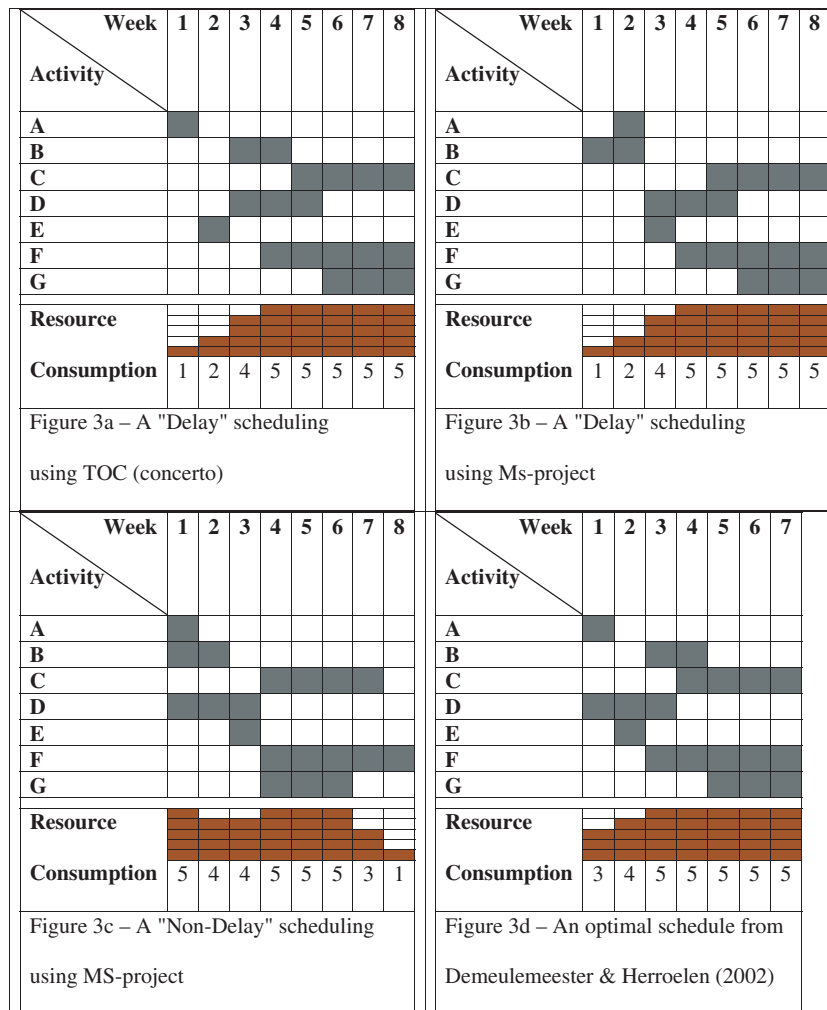 Week 1 2 3 4 5 6 7 8
Activity
A
B
C
D
E
F
G
Resource
Consumption 1 2 4 5 5 5 5 5
Figure 3a – A "Delay" scheduling
using TOC (concerto)
Week 1 2 3 4 5 6 7 8
Activity
A
B
C
D
E
F
G
Resource
Consumption 1 2 4 5 5 5 5 5
Figure 3b – A "Delay" scheduling
using Ms-project
Week 1 2 3 4 5 6 7 8
Activity
A
B
C
D
E
F
G
Resource
Consumption 5 4 4 5 5 5 3 1
Figure 3c – A "Non-Delay" scheduling
using MS-project
Week 1 2 3 4 5 6 7
Activity
A
B
C
D
E
F
G
Resource
Consumption 3 4 5 5 5 5 5
Figure 3d – An optimal schedule from
Demeulemeester & Herroelen (2002)